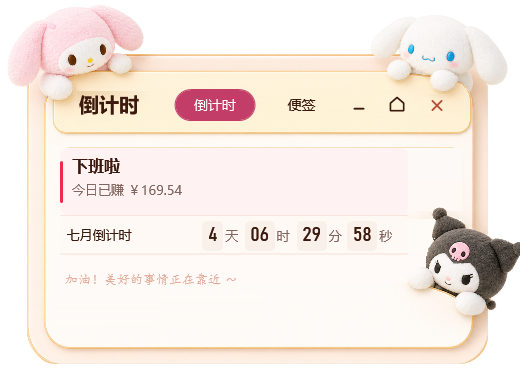 倒计时 倒计时 便签
下班啦
今日已赚 ￥169.54
七月倒计时 4 天 06 时 29 分 58 秒
加油！美好的事情正在靠近 ～